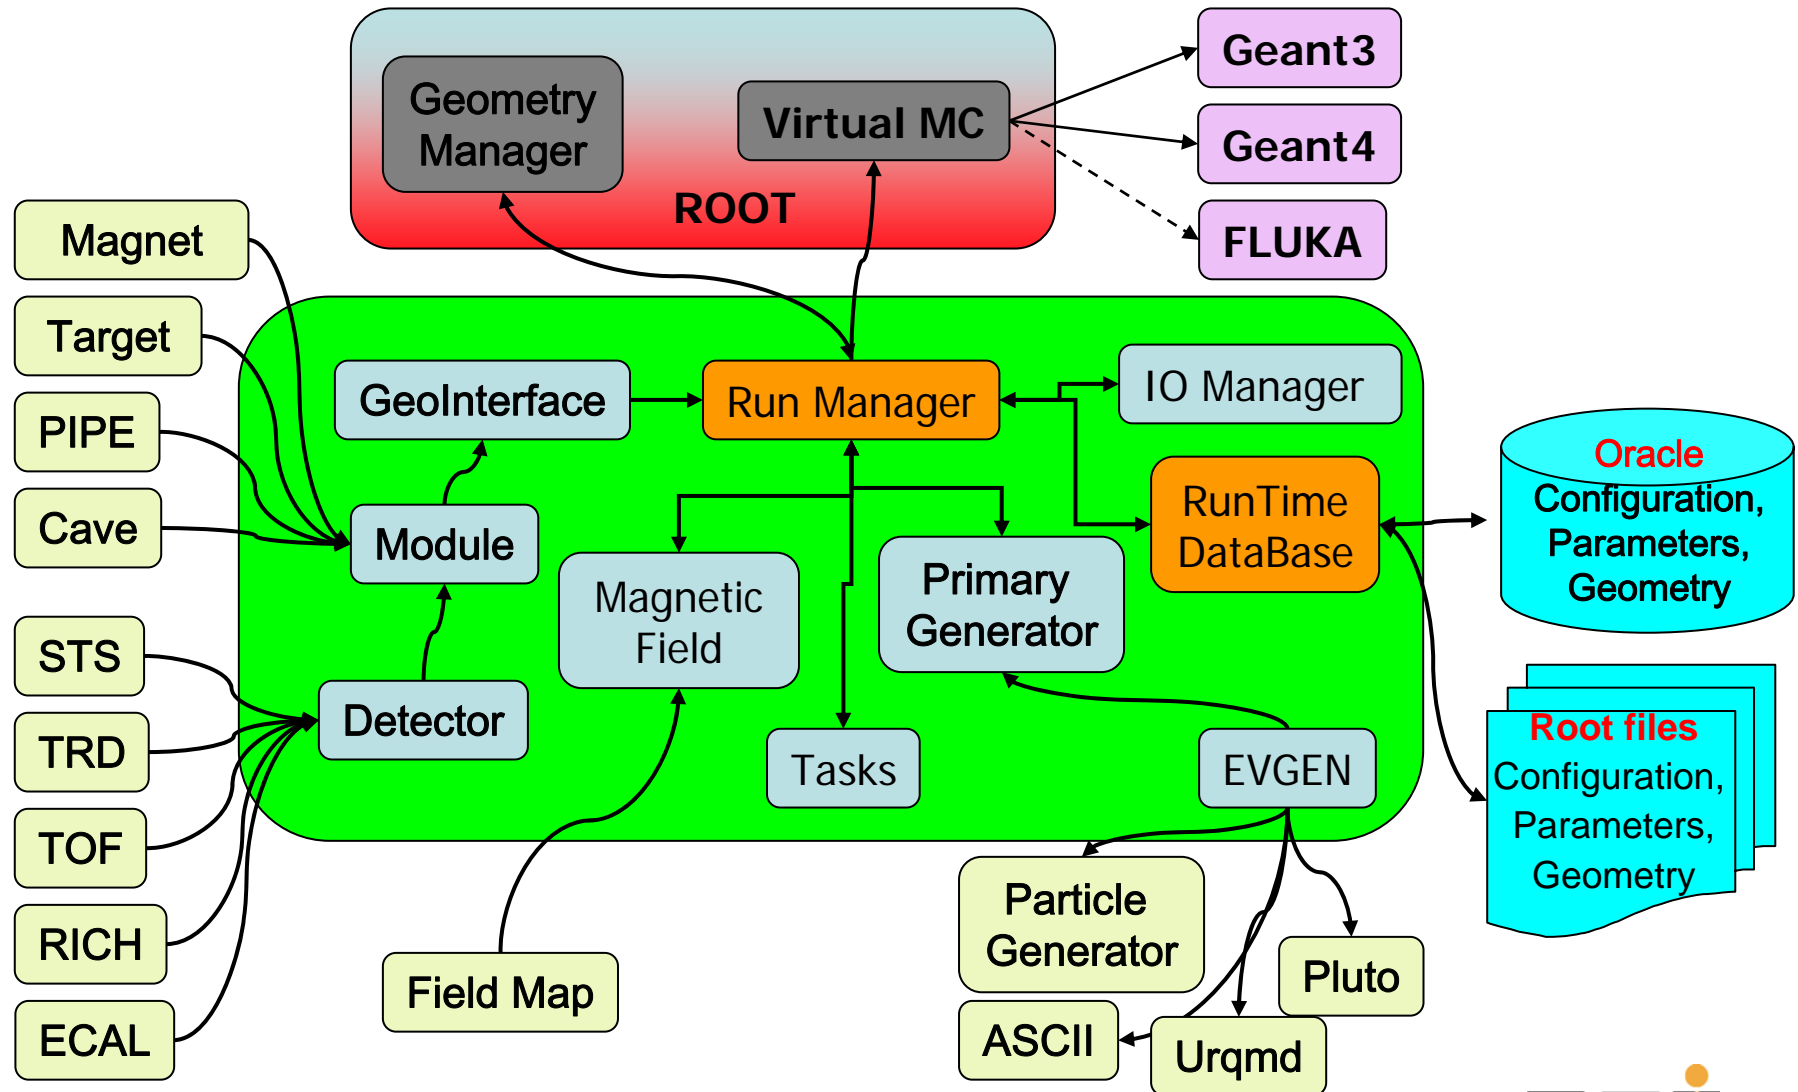 Geometry
Manager
Virtual MC
ROOT
Geant3
Geant4
FLUKA
Magnet
Target
PIPE
Cave
STS
TRD
TOF
RICH
ECAL
GeoInterface
Run Manager
IO Manager
Module
Detector
Magnetic
Field
Primary
Generator
RunTime
DataBase
Tasks
EVGEN
Oracle
Configuration,
Parameters,
Geometry
Root files
Configuration,
Parameters,
Geometry
Field Map
Particle
Generator
ASCII
Urqmd
Pluto